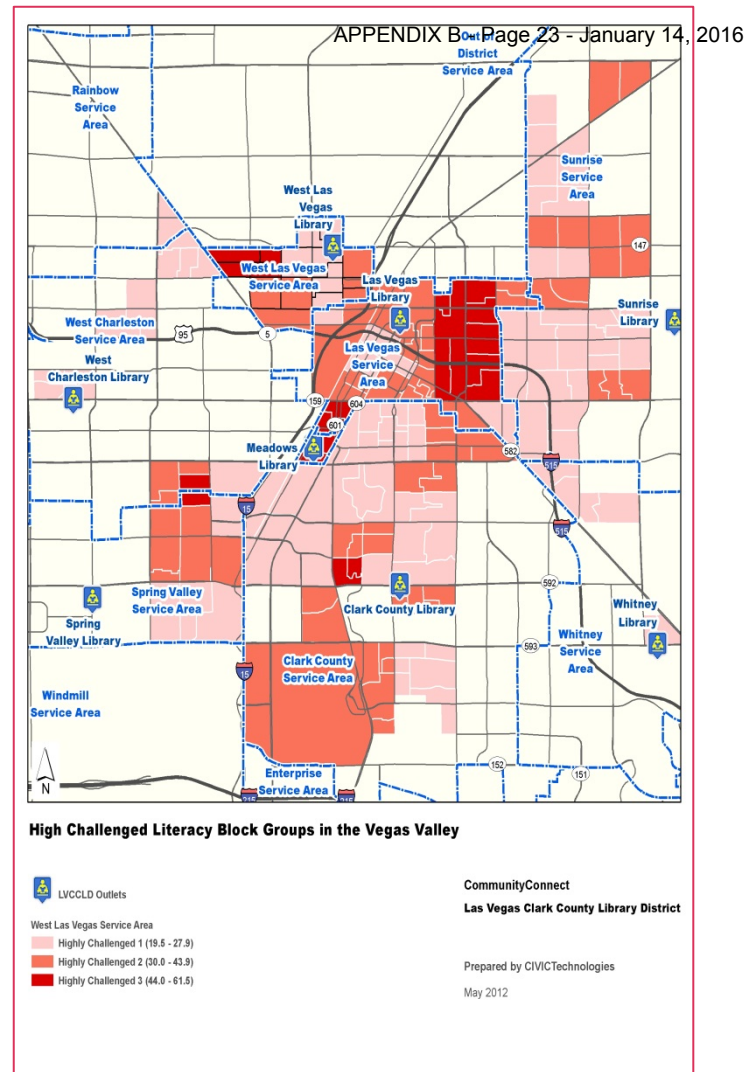 APPENDIX B - Page 23 - January 14, 2016
Out of
District
Service Area
Rainbow
Service
Area
Sunrise
Service
Area
West Las
Vegas
Library
147
West Las Vegas
Service Area
Las Vegas
Library
Sunrise
Library
West Charleston
Service Area
95
5
Las Vegas
Service
Area
West
Charleston Library
159
604
601
Meadows
Library
582
515
15
515
592
Spring Valley
Service Area
Clark County Library
Spring
Valley Library
Whitney
Library
593
Whitney
Service
Area
Clark County
Service Area
15
Windmill
Service Area
N
152
151
Enterprise
Service Area
215
215
High Challenged Literacy Block Groups in the Vegas Valley
LVCCLD Outlets
West Las Vegas Service Area
Highly Challenged 1 (19.5 - 27.9)
Highly Challenged 2 (30.0 - 43.9)
Highly Challenged 3 (44.0 - 61.5)
CommunityConnect
Las Vegas Clark County Library District
Prepared by CIVICTechnologies
May 2012